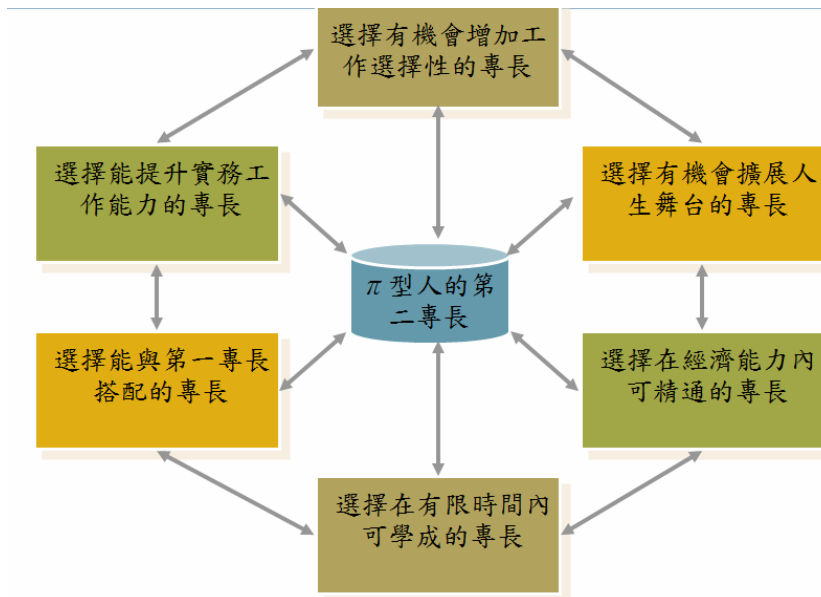 選擇有機會增加工
作選擇性的專長
選擇能提升實務工
作能力的專長
選擇有機會擴展人
生舞台的專長
π型人的第
二專長
選擇能與第一專長
搭配的專長
選擇在經濟能力內
可精通的專長
選擇在有限時間內
可學成的專長